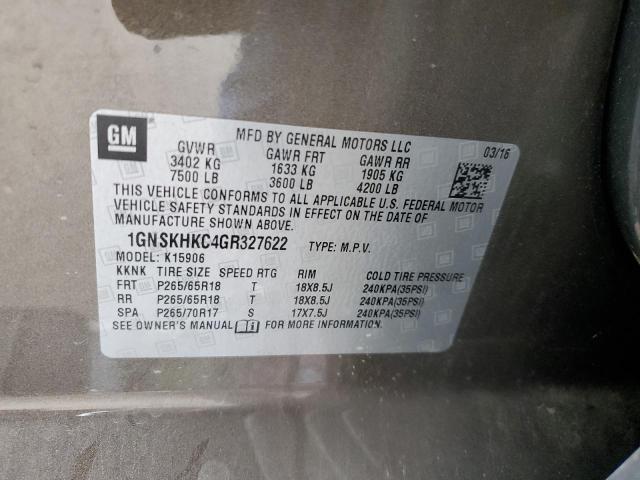 GM
MFD BY GENERAL MOTORS LLC 03/16
GVWR GAWR FRT GAWR RR
3402 KG 1633 KG 1905 KG
7500 LB 3600 LB 4200 LB
THIS VEHICLE CONFORMS TO ALL APPLICABLE U.S. FEDERAL MOTOR
VEHICLE SAFETY STANDARDS IN EFFECT ON THE DATE OF
MANUFACTURE SHOWN ABOVE.
1GNSKHKC4GR327622 TYPE: M.P.V.
MODEL: K15906
KKNK TIRE SIZE SPEED RTG RIM COLD TIRE PRESSURE
FRT P265/65R18 T 18X8.5J 240KPA(35PSI)
RR P265/65R18 T 18X8.5J 240KPA(35PSI)
SPA P265/70R17 S 17X7.5J 240KPA(35PSI)
SEE OWNER'S MANUAL FOR MORE INFORMATION.